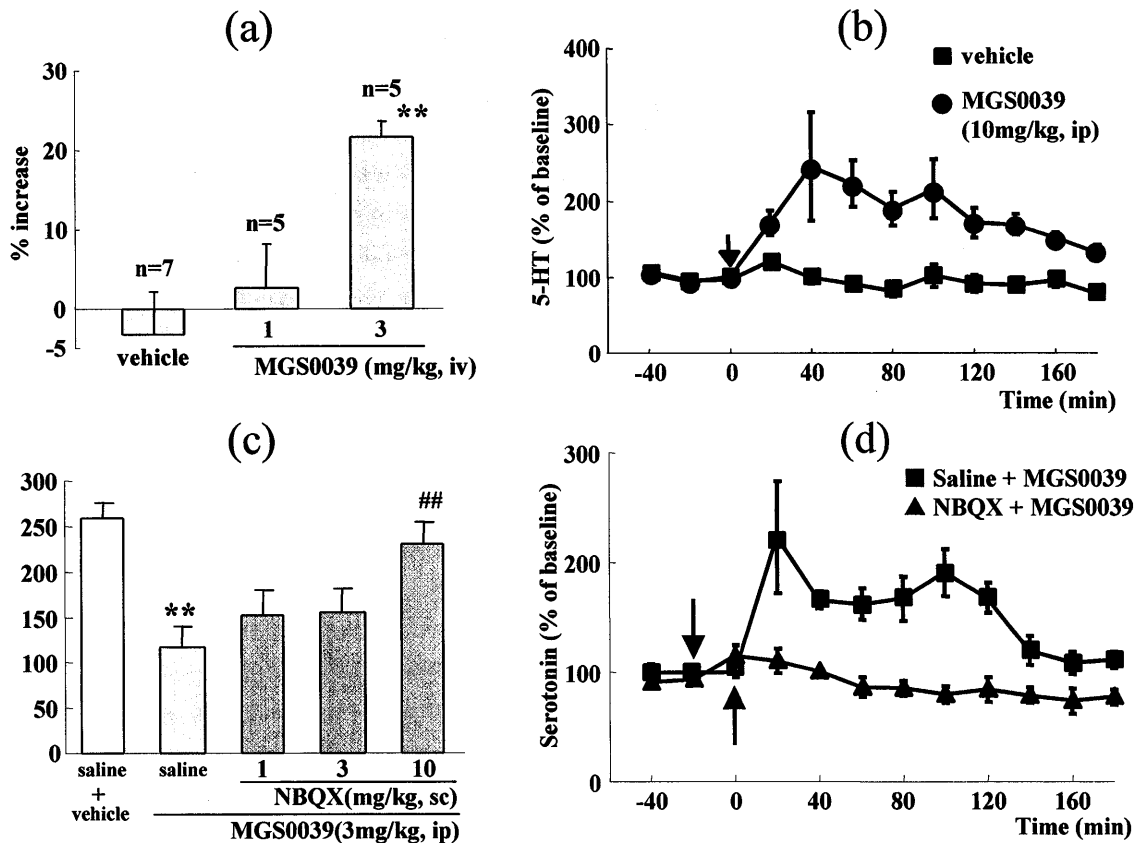 (a)
% increase
30
20
10
0
-5
n=7
n=5
n=5
**
vehicle
1
3
MGS0039 (mg/kg, iv)
(b)
5-HT (% of baseline)
400
300
200
100
0
vehicle
MGS0039
(10mg/kg, ip)
-40
0
40
80
120
160
Time (min)
(c)
300
250
200
150
100
50
0
**
##
saline
+
vehicle
saline
1
3
10
NBQX(mg/kg, sc)
MGS0039(3mg/kg, ip)
(d)
Serotonin (% of baseline)
300
200
100
0
Saline + MGS0039
NBQX + MGS0039
-40
0
40
80
120
160
Time (min)